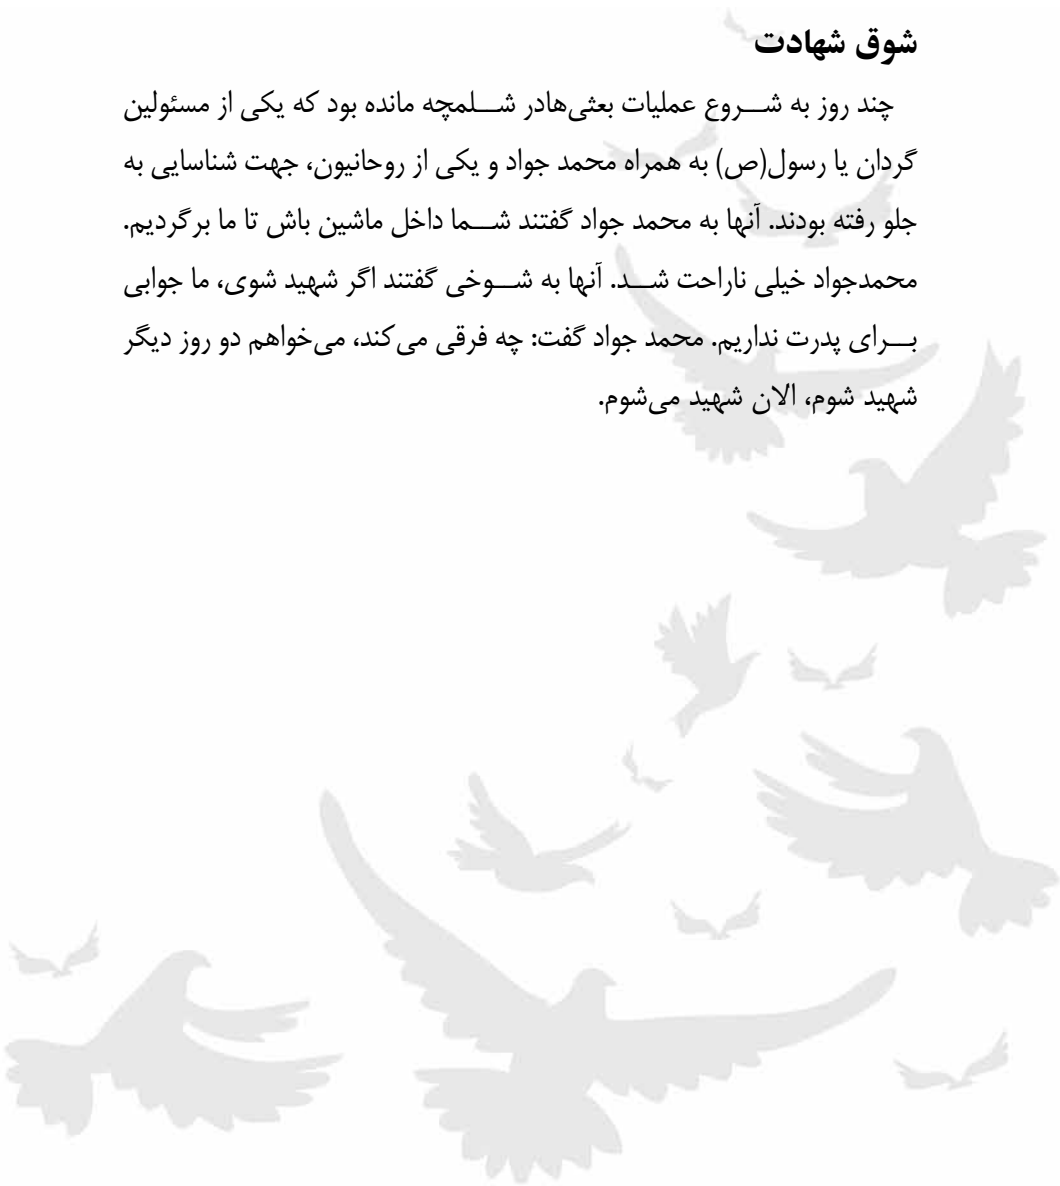 شوق شهادت
چند روز به شـــروع عملیات بعثی‌هادر شـــلمچه مانده بود که یکی از مسئولین
گردان یا رسول(ص) به همراه محمد جواد و یکی از روحانیون، جهت شناسایی به
جلو رفته بودند. آنها به محمد جواد گفتند شـــما داخل ماشین باش تا ما برگردیم.
محمدجواد خیلی ناراحت شـــد. آنها به شـــوخی گفتند اگر شهید شوی، ما جوابی
بـــرای پدرت نداریم. محمد جواد گفت: چه فرقی می‌کند، می‌خواهم دو روز دیگر
شهید شوم، الان شهید می‌شوم.